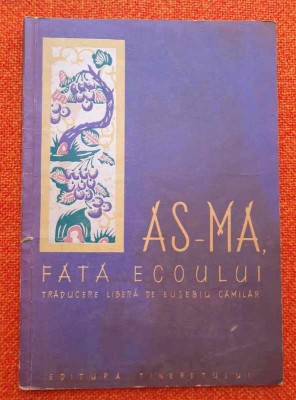 AS-MA,
FATA ECOULUI
TRADUCERE LIBERĂ DE EUSEBIU CAMILAR
EDITURA TINERETULUI